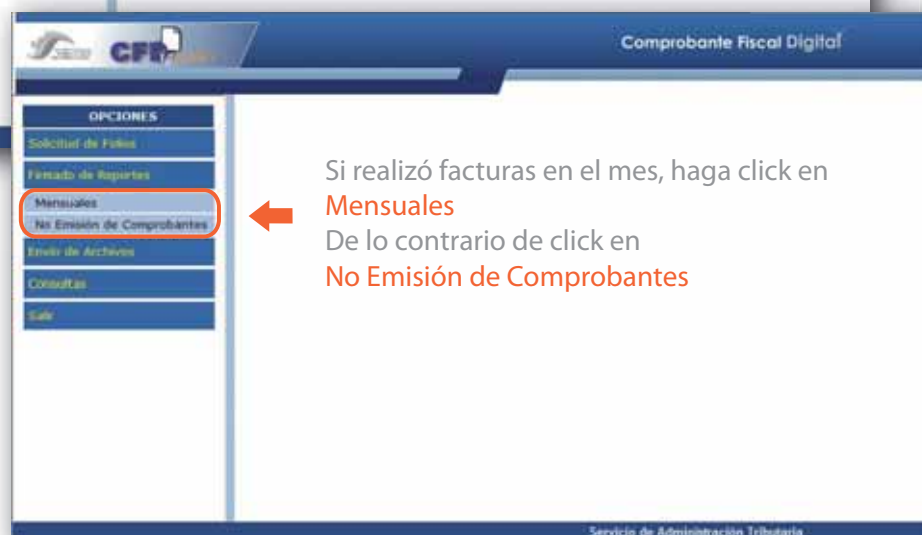 CFD
Comprobante Fiscal Digital
OPCIONES
Solicitud de Folios
Firmado de Reportes
Mensuales
No Emisión de Comprobantes
Envío de Archivos
Consultas
Salir
Si realizó facturas en el mes, haga click en
Mensuales
De lo contrario de click en
No Emisión de Comprobantes
Servicio de Administración Tributaria